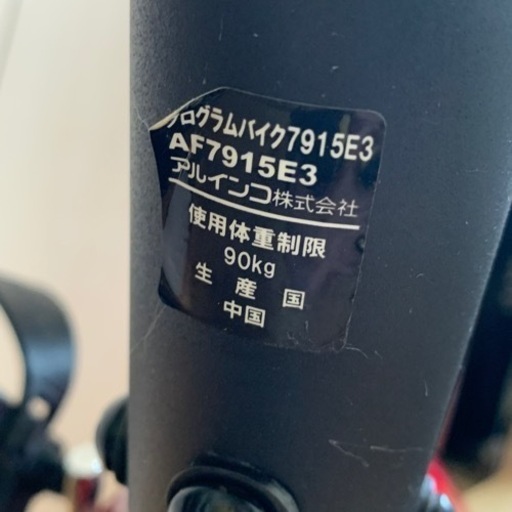 プログラムバイク7915E3
AF7915E3
アルインコ株式会社
使用体重制限
90kg
生産国
中国